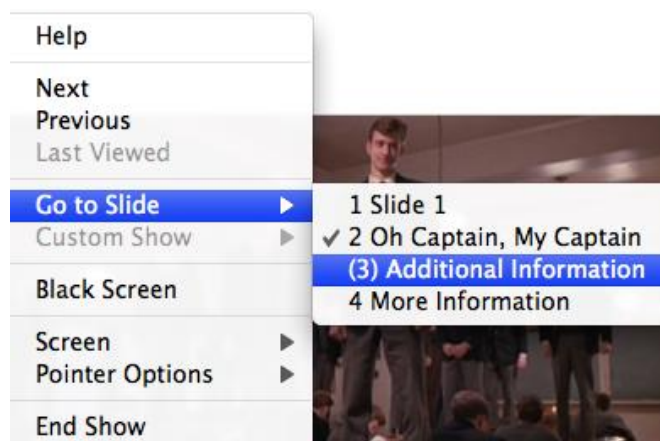 Help
Next
Previous
Last Viewed
Go to Slide
Custom Show
Black Screen
Screen
Pointer Options
End Show
1 Slide 1
✓ 2 Oh Captain, My Captain
(3) Additional Information
4 More Information